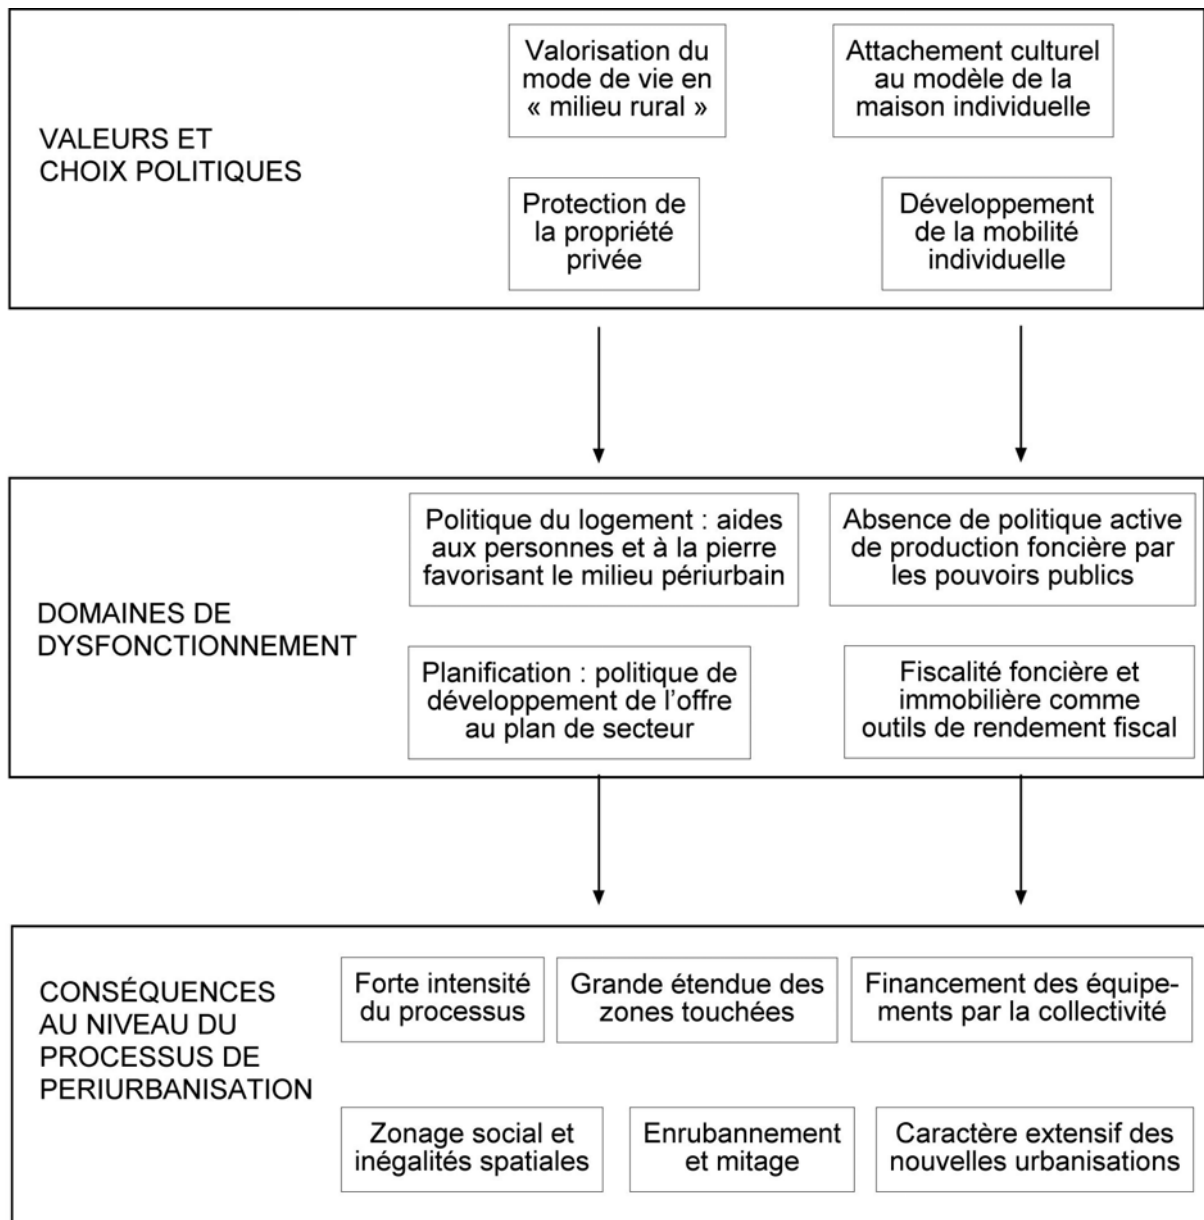 VALEURS ET
CHOIX POLITIQUES
Valorisation du
mode de vie en
« milieu rural »
Attachement culturel
au modèle de la
maison individuelle
Protection de
la propriété
privée
Développement
de la mobilité
individuelle
DOMAINES DE
DYSFONCTIONNEMENT
Politique du logement : aides
aux personnes et à la pierre
favorisant le milieu périurbain
Absence de politique active
de production foncière par
les pouvoirs publics
Planification : politique de
développement de l’offre
au plan de secteur
Fiscalité foncière et
immobilière comme
outils de rendement fiscal
CONSÉQUENCES
AU NIVEAU DU
PROCESSUS DE
PERIURBANISATION
Forte intensité
du processus
Grande étendue des
zones touchées
Financement des équipe-
ments par la collectivité
Zonage social et
inégalités spatiales
Enrubannement
et mitage
Caractère extensif des
nouvelles urbanisations